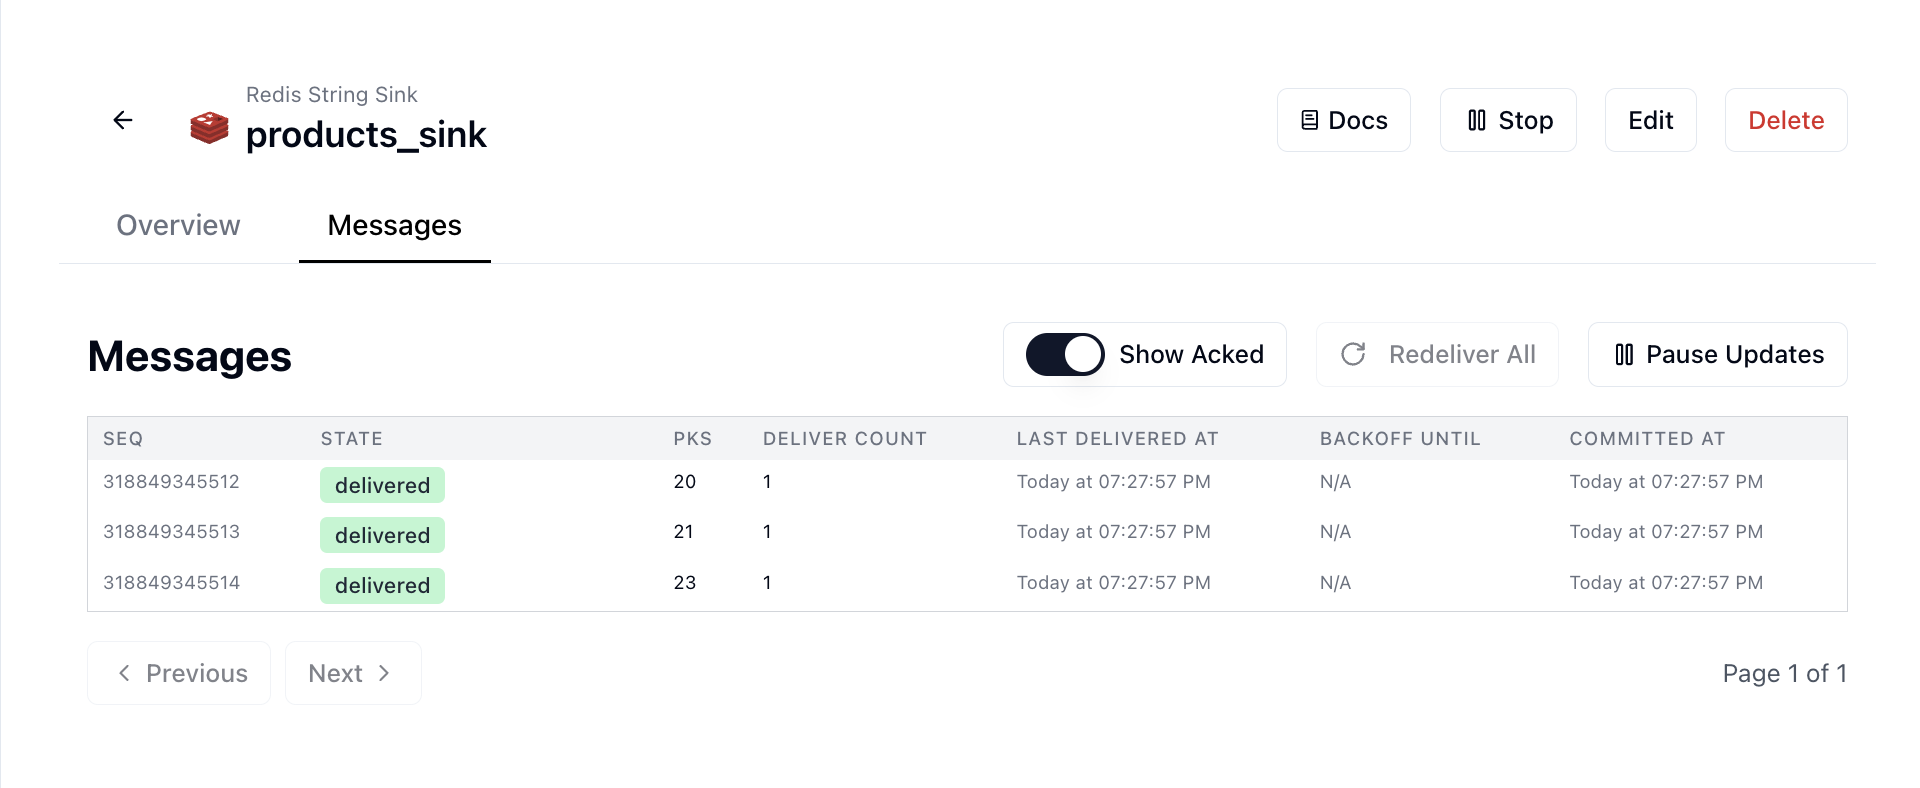 Redis String Sink
products_sink
Docs
Stop
Edit
Delete
Overview
Messages
Messages
Show Acked
Redeliver All
Pause Updates
SEQ STATE PKS DELIVER COUNT LAST DELIVERED AT BACKOFF UNTIL COMMITTED AT
318849345512 delivered 20 1 Today at 07:27:57 PM N/A Today at 07:27:57 PM
318849345513 delivered 21 1 Today at 07:27:57 PM N/A Today at 07:27:57 PM
318849345514 delivered 23 1 Today at 07:27:57 PM N/A Today at 07:27:57 PM
Previous
Next
Page 1 of 1